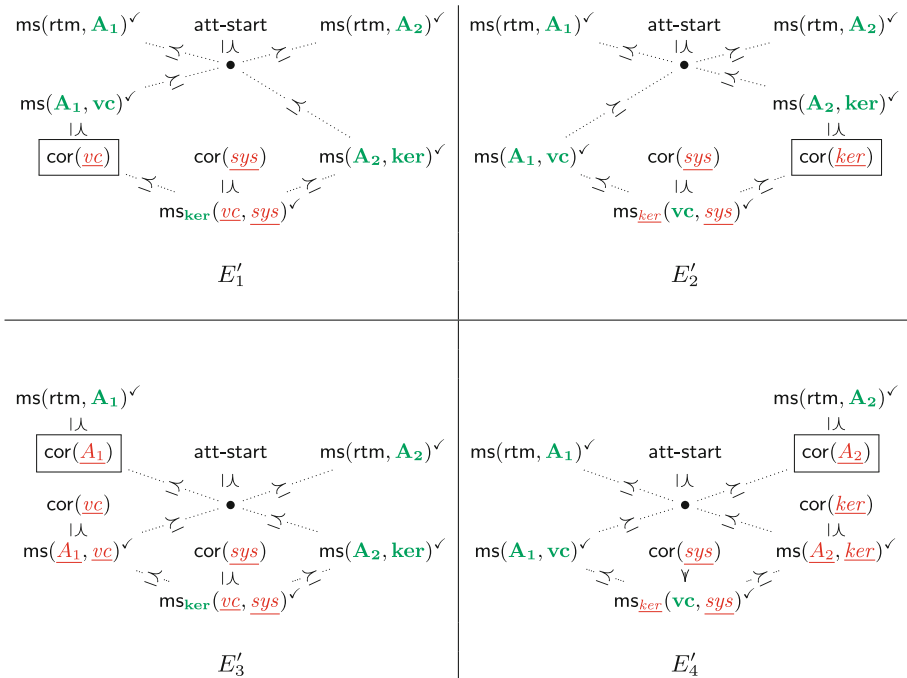 ms(rtm, A₁)✓ att-start ms(rtm, A₂)✓
ms(A₁, vc)✓
cor(vc) cor(sys) ms(A₂, ker)✓
msₖₑᵣ(vc, sys)✓
E′₁
ms(rtm, A₁)✓ att-start ms(rtm, A₂)✓
ms(A₂, ker)✓
ms(A₁, vc)✓ cor(sys) cor(ker)
msₖₑᵣ(vc, sys)✓
E′₂
ms(rtm, A₁)✓
cor(A₁) att-start ms(rtm, A₂)✓
cor(vc)
ms(A₁, vc)✓ cor(sys) ms(A₂, ker)✓
msₖₑᵣ(vc, sys)✓
E′₃
ms(rtm, A₂)✓
ms(rtm, A₁)✓ att-start cor(A₂)
cor(ker)
ms(A₁, vc)✓ cor(sys) ms(A₂, ker)✓
msₖₑᵣ(vc, sys)✓
E′₄